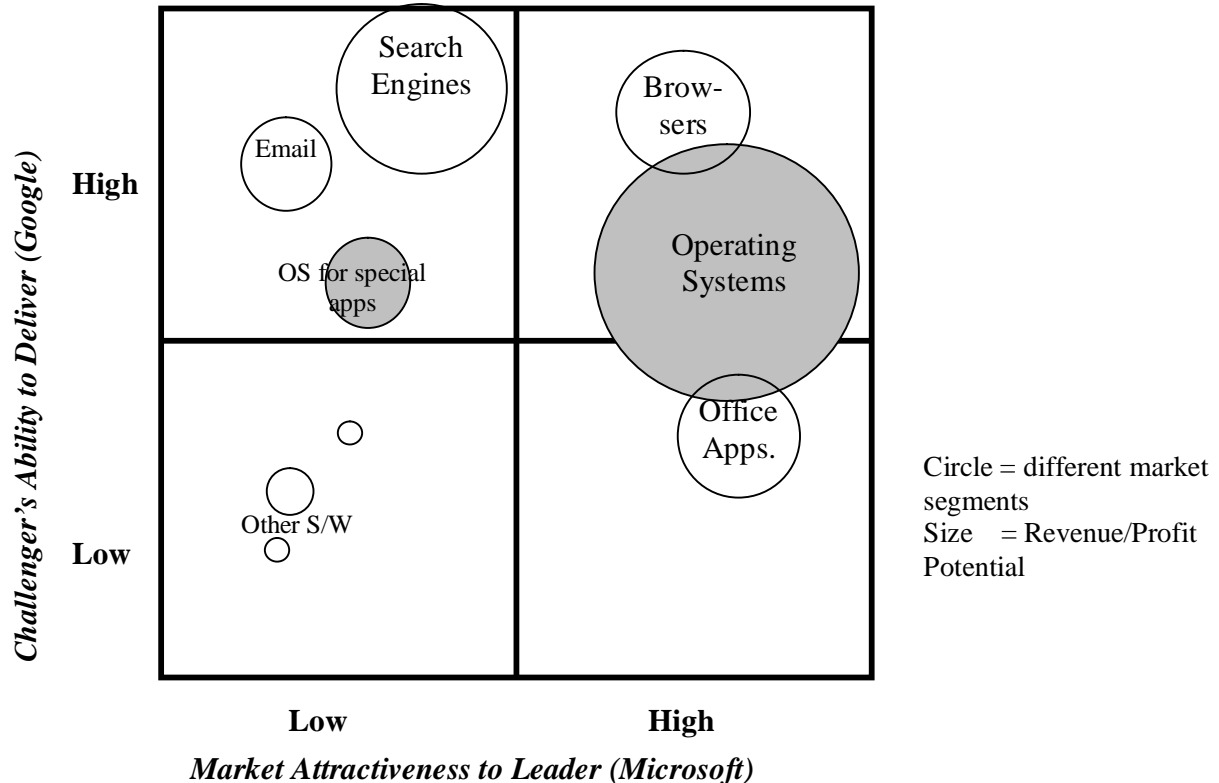 Search
Engines
Brow-
sers
Email
High
Operating
Systems
OS for special
apps
Office
Apps.
Other S/W
Low
Challenger's Ability to Deliver (Google)
Circle = different market
segments
Size = Revenue/Profit
Potential
Low
High
Market Attractiveness to Leader (Microsoft)